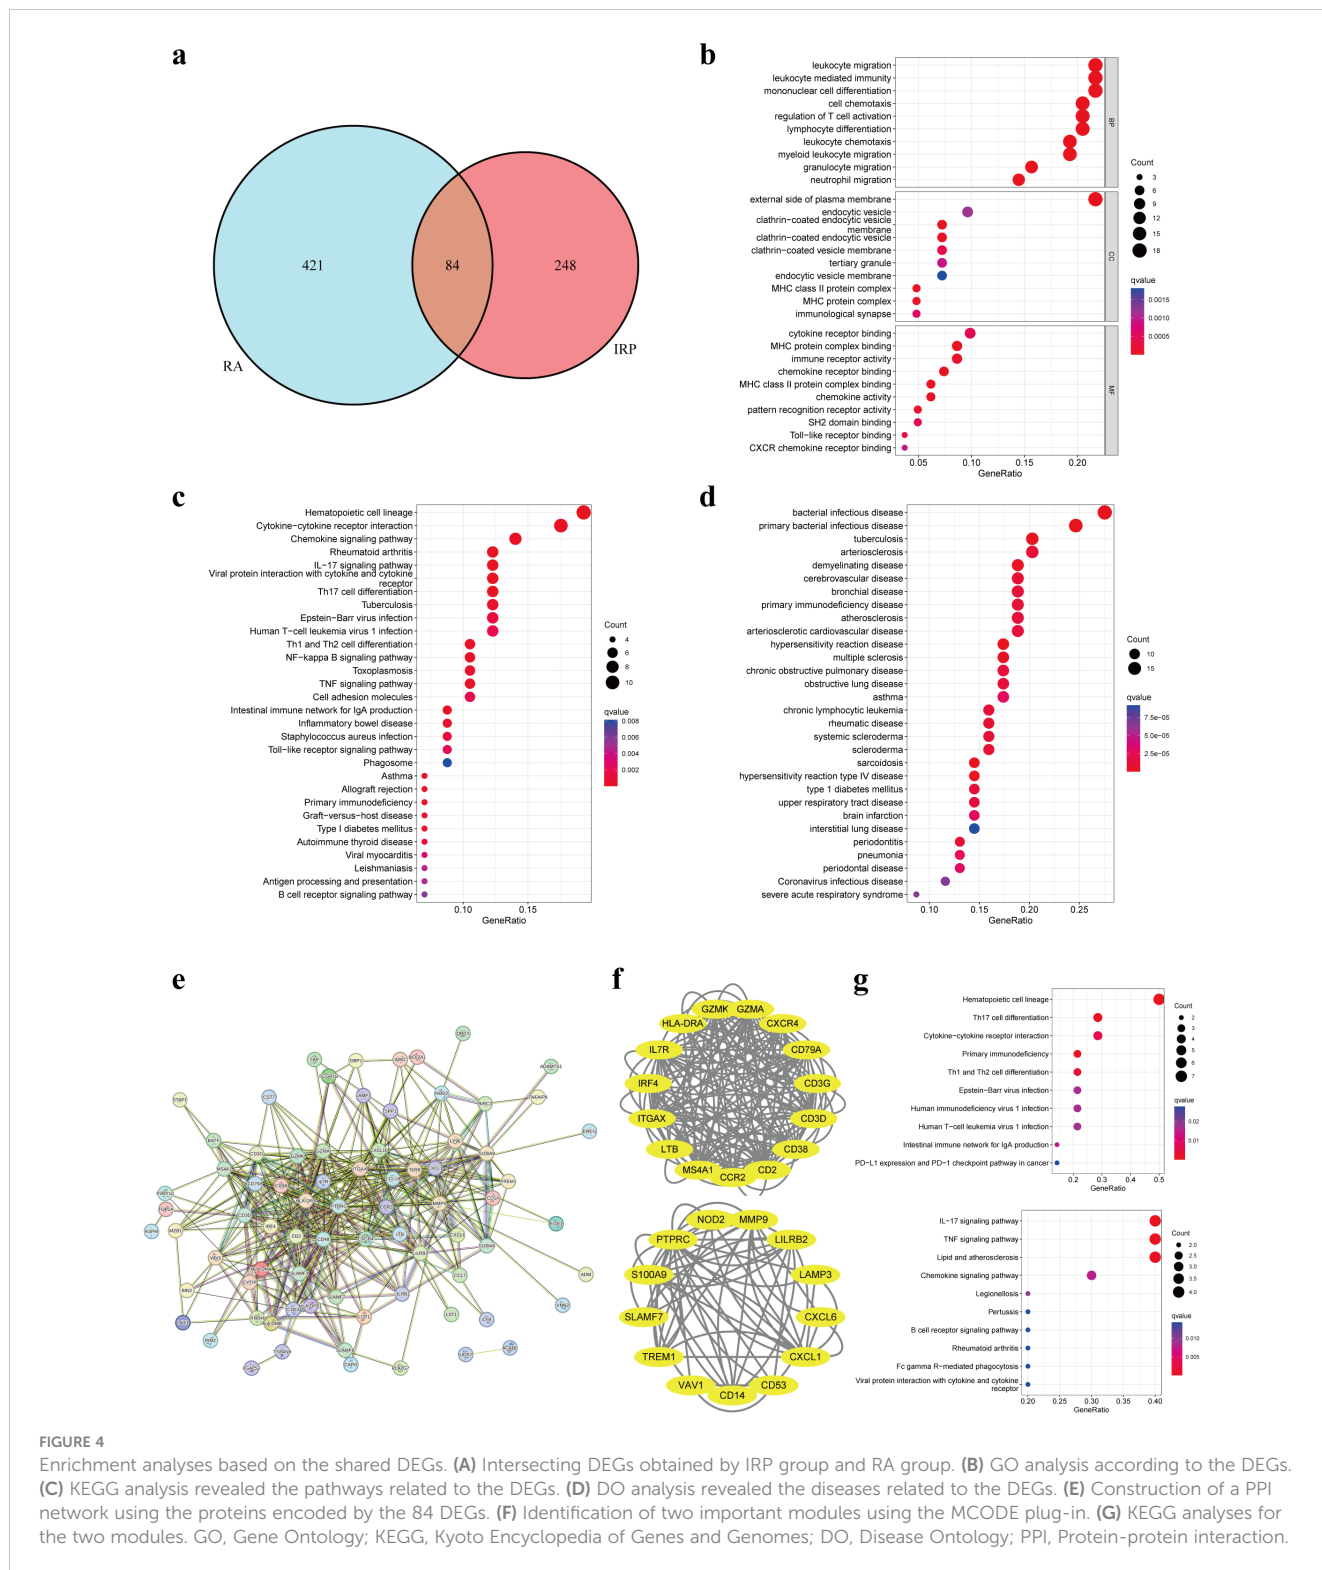 a
421
84
248
RA
IRP
b
leukocyte migration
leukocyte mediated immunity
mononuclear cell differentiation
cell chemotaxis
regulation of T cell activation
lymphocyte differentiation
leukocyte chemotaxis
myeloid leukocyte migration
granulocyte migration
neutrophil migration
BP
external side of plasma membrane
endocytic vesicle
clathrin-coated endocytic vesicle
membrane
clathrin-coated endocytic vesicle
clathrin-coated vesicle membrane
tertiary granule
endocytic vesicle membrane
MHC class II protein complex
MHC protein complex
immunological synapse
CC
cytokine receptor binding
MHC protein complex binding
immune receptor activity
chemokine receptor binding
MHC class II protein complex binding
chemokine activity
pattern recognition receptor activity
SH2 domain binding
Toll-like receptor binding
CXCR chemokine receptor binding
MF
0.05 0.10 0.15 0.20
GeneRatio
Count
3
6
9
12
15
18
qvalue
0.0015
0.0010
0.0005
c
Hematopoietic cell lineage
Cytokine-cytokine receptor interaction
Chemokine signaling pathway
Rheumatoid arthritis
IL-17 signaling pathway
Viral protein interaction with cytokine and cytokine
receptor
Th17 cell differentiation
Tuberculosis
Epstein-Barr virus infection
Human T-cell leukemia virus 1 infection
Th1 and Th2 cell differentiation
NF-kappa B signaling pathway
Toxoplasmosis
TNF signaling pathway
Cell adhesion molecules
Intestinal immune network for IgA production
Inflammatory bowel disease
Staphylococcus aureus infection
Toll-like receptor signaling pathway
Phagosome
Asthma
Allograft rejection
Primary immunodeficiency
Graft-versus-host disease
Type I diabetes mellitus
Autoimmune thyroid disease
Viral myocarditis
Leishmaniasis
Antigen processing and presentation
B cell receptor signaling pathway
0.10 0.15
GeneRatio
Count
4
6
8
10
qvalue
0.008
0.006
0.004
0.002
d
bacterial infectious disease
primary bacterial infectious disease
tuberculosis
arteriosclerosis
demyelinating disease
cerebrovascular disease
bronchial disease
primary immunodeficiency disease
atherosclerosis
arteriosclerotic cardiovascular disease
hypersensitivity reaction disease
multiple sclerosis
chronic obstructive pulmonary disease
obstructive lung disease
asthma
chronic lymphocytic leukemia
rheumatic disease
systemic scleroderma
scleroderma
sarcoidosis
hypersensitivity reaction type IV disease
type 1 diabetes mellitus
upper respiratory tract disease
brain infarction
interstitial lung disease
periodontitis
pneumonia
periodontal disease
Coronavirus infectious disease
severe acute respiratory syndrome
0.10 0.15 0.20 0.25
GeneRatio
Count
10
15
qvalue
7.5e-05
5.0e-05
2.5e-05
e
f
GZMK
GZMA
HLA-DRA
CXCR4
IL7R
CD79A
IRF4
CD3G
ITGAX
CD3D
LTB
CD38
MS4A1
CCR2
CD2
NOD2
MMP9
PTPRC
LILRB2
S100A9
LAMP3
SLAMF7
CXCL6
TREM1
CXCL1
VAV1
CD14
CD53
g
Hematopoietic cell lineage
Th17 cell differentiation
Cytokine-cytokine receptor interaction
Primary immunodeficiency
Th1 and Th2 cell differentiation
Epstein-Barr virus infection
Human immunodeficiency virus 1 infection
Human T-cell leukemia virus 1 infection
Intestinal immune network for IgA production
PD-L1 expression and PD-1 checkpoint pathway in cancer
0.2 0.3 0.4 0.5
GeneRatio
Count
2
3
4
5
6
7
qvalue
0.02
0.01
IL-17 signaling pathway
TNF signaling pathway
Lipid and atherosclerosis
Chemokine signaling pathway
Legionellosis
Pertussis
B cell receptor signaling pathway
Rheumatoid arthritis
Fc gamma R-mediated phagocytosis
Viral protein interaction with cytokine and cytokine
receptor
0.20 0.25 0.30 0.35 0.40
GeneRatio
Count
2.0
2.5
3.0
3.5
4.0
qvalue
0.010
0.005
FIGURE 4
Enrichment analyses based on the shared DEGs. (A) Intersecting DEGs obtained by IRP group and RA group. (B) GO analysis according to the DEGs.
(C) KEGG analysis revealed the pathways related to the DEGs. (D) DO analysis revealed the diseases related to the DEGs. (E) Construction of a PPI
network using the proteins encoded by the 84 DEGs. (F) Identification of two important modules using the MCODE plug-in. (G) KEGG analyses for
the two modules. GO, Gene Ontology; KEGG, Kyoto Encyclopedia of Genes and Genomes; DO, Disease Ontology; PPI, Protein-protein interaction.